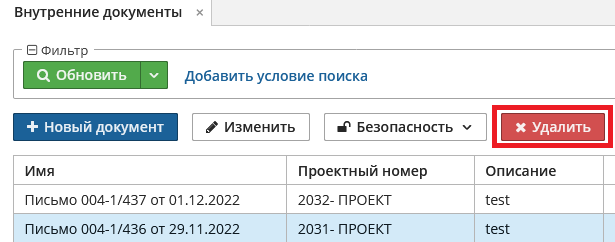 Внутренние документы ×
Фильтр
Обновить Добавить условие поиска
Новый документ Изменить Безопасность Удалить
Имя Проектный номер Описание
Письмо 004-1/437 от 01.12.2022 2032- ПРОЕКТ test
Письмо 004-1/436 от 29.11.2022 2031- ПРОЕКТ test